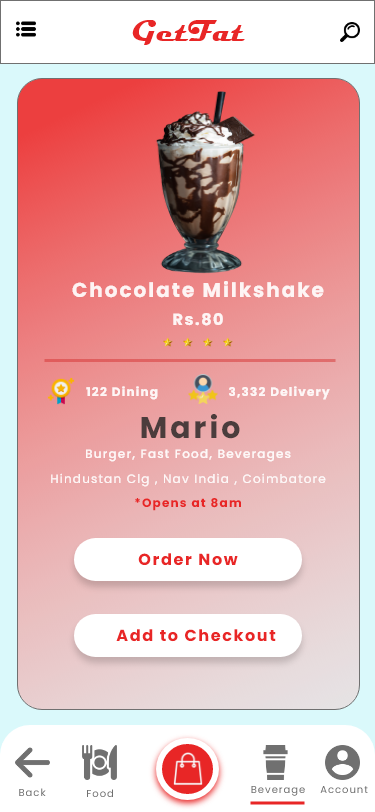 GetFat
Chocolate Milkshake
Rs.80
122 Dining 3,332 Delivery
Mario
Burger, Fast Food, Beverages
Hindustan Clg , Nav India , Coimbatore
*Opens at 8am
Order Now
Add to Checkout
Back Food Beverage Account